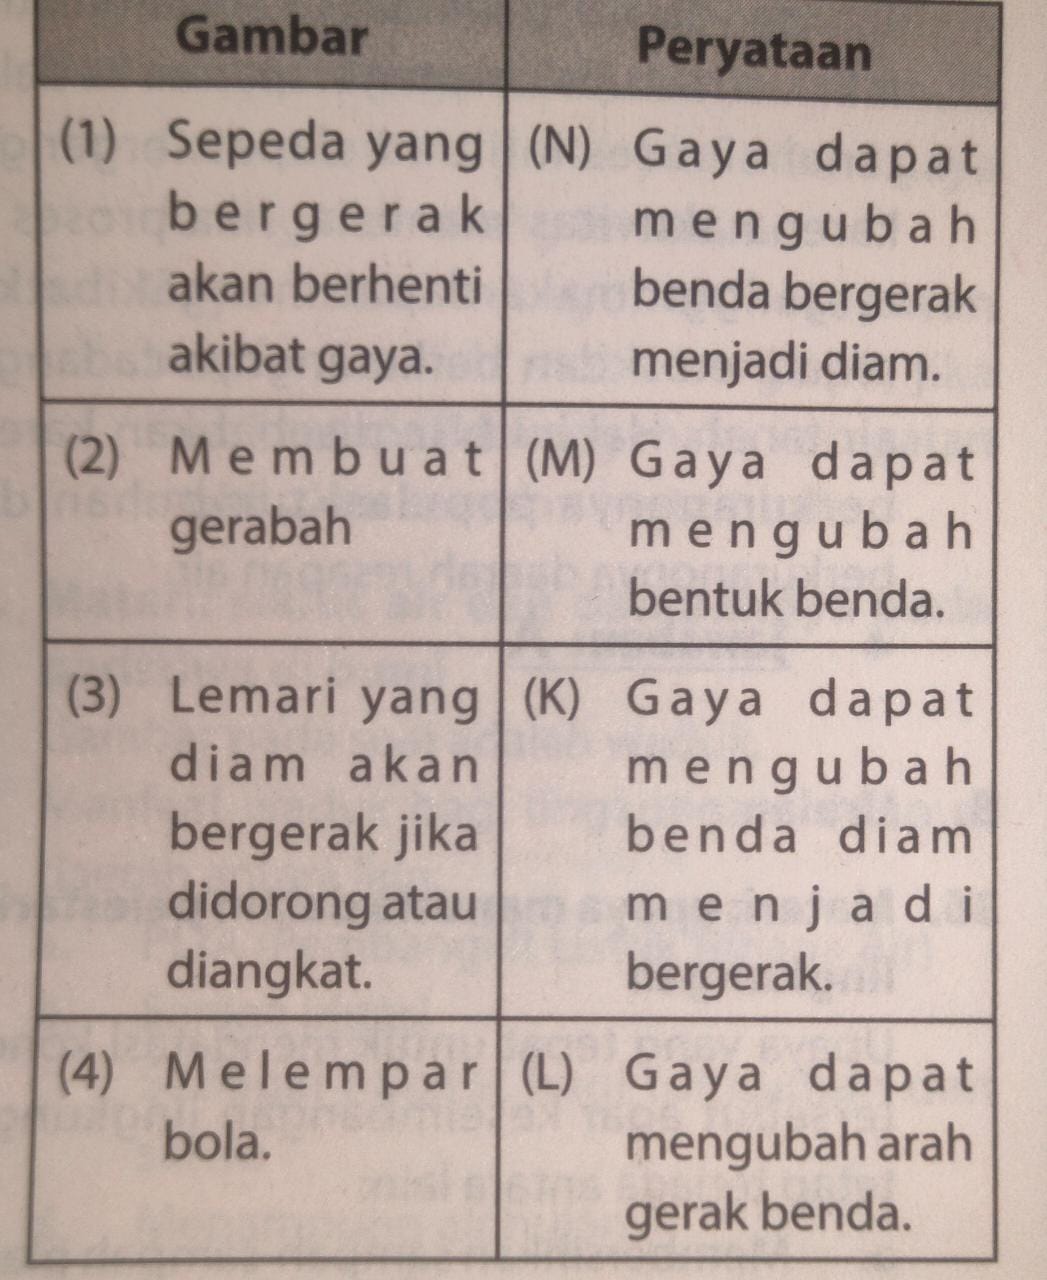 Gambar
Peryataan
(1) Sepeda yang
bergerak
akan berhenti
akibat gaya.
(N) Gaya dapat
mengubah
benda bergerak
menjadi diam.
(2) Membuat
gerabah
(M) Gaya dapat
mengubah
bentuk benda.
(3) Lemari yang
diam akan
bergerak jika
didorong atau
diangkat.
(K) Gaya dapat
mengubah
benda diam
menjadi
bergerak.
(4) Melempar
bola.
(L) Gaya dapat
mengubah arah
gerak benda.